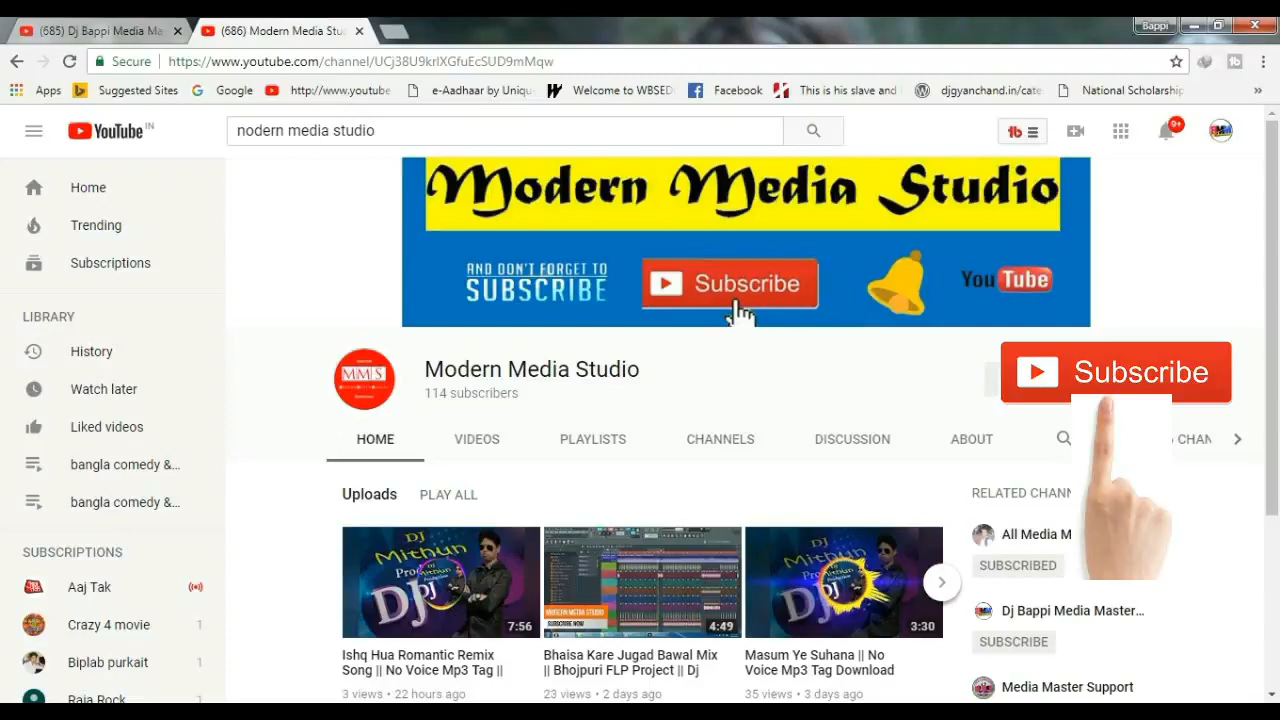 (685) Dj Bappi Media Ma
(686) Modern Media Stu
Bappi
Secure
https://www.youtube.com/channel/UCj38U9krIXGfuEcSUD9mMqw
Apps
Suggested Sites
Google
http://www.youtube
e-Aadhaar by Uniqu
Welcome to WBSED
Facebook
This is his slave and
djgyanchand.in/cate
National Scholarship
»
YouTube IN
nodern media studio
9+
Home
Trending
Subscriptions
LIBRARY
History
Watch later
Liked videos
bangla comedy &...
bangla comedy &...
SUBSCRIPTIONS
Aaj Tak
Crazy 4 movie 1
Biplab purkait 1
Raja Rock 1
Modern Media Studio
AND DON'T FORGET TO
SUBSCRIBE
Subscribe
You Tube
MMS
Modern Media Studio
114 subscribers
Subscribe
HOME VIDEOS PLAYLISTS CHANNELS DISCUSSION ABOUT CHAN
Uploads PLAY ALL
DJ
Mithun
7:56
MODERN MEDIA STUDIO
SUBSCRIBE NOW
4:49
DJ
Mithun
3:30
Ishq Hua Romantic Remix
Song || No Voice Mp3 Tag ||
3 views • 22 hours ago
Bhaisa Kare Jugad Bawal Mix
|| Bhojpuri FLP Project || Dj
23 views • 2 days ago
Masum Ye Suhana || No
Voice Mp3 Tag Download
35 views • 3 days ago
RELATED CHANN
All Media M
SUBSCRIBED
Dj Bappi Media Master...
SUBSCRIBE
Media Master Support